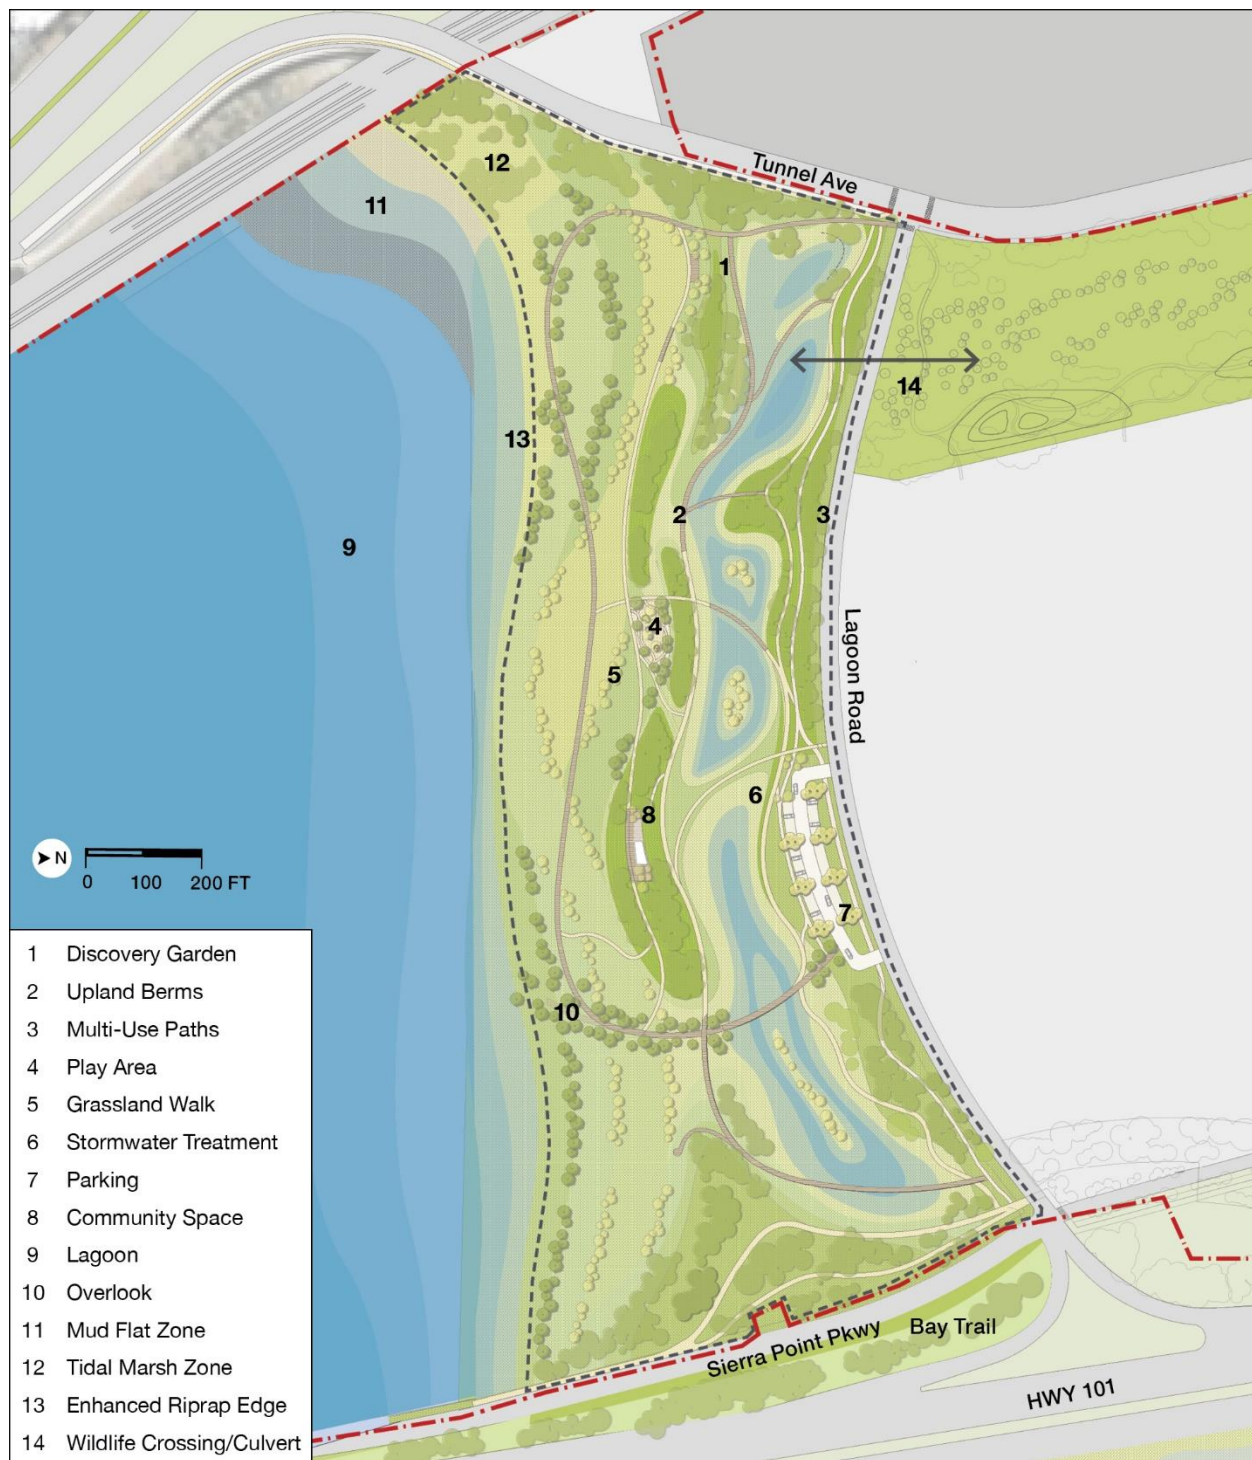 12
Tunnel Ave
11
1
14
13
2
3
9
4
5
Lagoon Road
6
8
N
0 100 200 FT
7
10
1 Discovery Garden
2 Upland Berms
3 Multi-Use Paths
4 Play Area
5 Grassland Walk
6 Stormwater Treatment
7 Parking
8 Community Space
9 Lagoon
10 Overlook
11 Mud Flat Zone
12 Tidal Marsh Zone
13 Enhanced Riprap Edge
14 Wildlife Crossing/Culvert
Sierra Point Pkwy
Bay Trail
HWY 101